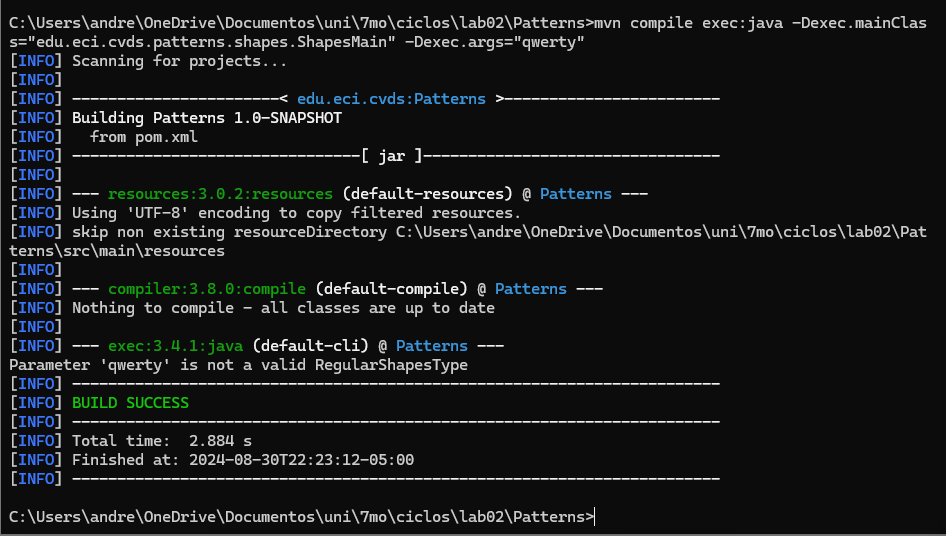 C:\Users\andre\OneDrive\Documentos\uni\7mo\ciclos\lab02\Patterns>mvn compile exec:java -Dexec.mainClas
s="edu.eci.cvds.patterns.shapes.ShapesMain" -Dexec.args="qwerty"
[INFO] Scanning for projects...
[INFO]
[INFO] -----------------------< edu.eci.cvds:Patterns >------------------------
[INFO] Building Patterns 1.0-SNAPSHOT
[INFO]   from pom.xml
[INFO] --------------------------------[ jar ]---------------------------------
[INFO]
[INFO] --- resources:3.0.2:resources (default-resources) @ Patterns ---
[INFO] Using 'UTF-8' encoding to copy filtered resources.
[INFO] skip non existing resourceDirectory C:\Users\andre\OneDrive\Documentos\uni\7mo\ciclos\lab02\Pat
terns\src\main\resources
[INFO]
[INFO] --- compiler:3.8.0:compile (default-compile) @ Patterns ---
[INFO] Nothing to compile - all classes are up to date
[INFO]
[INFO] --- exec:3.4.1:java (default-cli) @ Patterns ---
Parameter 'qwerty' is not a valid RegularShapesType
[INFO] ------------------------------------------------------------------------
[INFO] BUILD SUCCESS
[INFO] ------------------------------------------------------------------------
[INFO] Total time:  2.884 s
[INFO] Finished at: 2024-08-30T22:23:12-05:00
[INFO] ------------------------------------------------------------------------
C:\Users\andre\OneDrive\Documentos\uni\7mo\ciclos\lab02\Patterns>